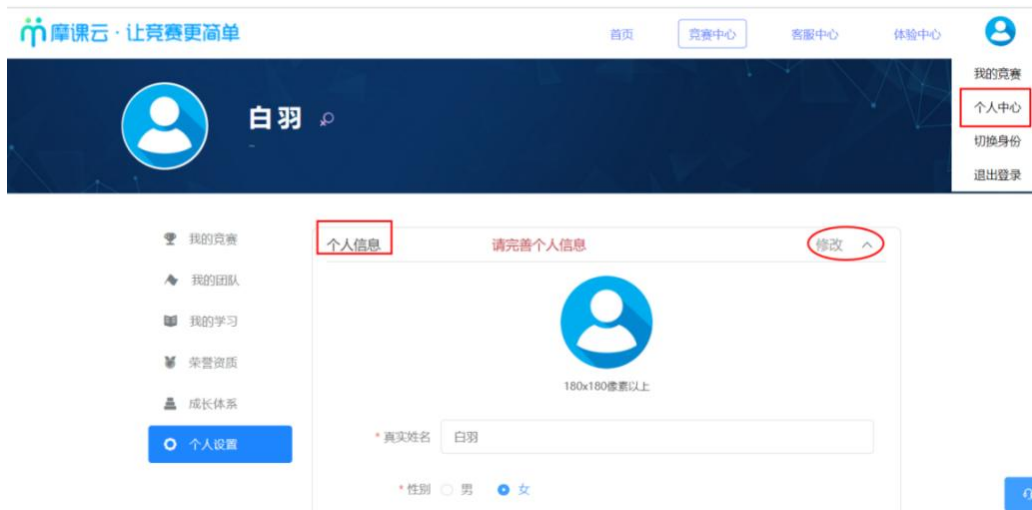 摩课云·让竞赛更简单
首页 竞赛中心 客服中心 体验中心
我的竞赛
个人中心
切换身份
退出登录
白羽
-
我的竞赛
我的团队
我的学习
荣誉资质
成长体系
个人设置
个人信息 请完善个人信息 修改
180x180像素以上
*真实姓名 白羽
*性别 男 女